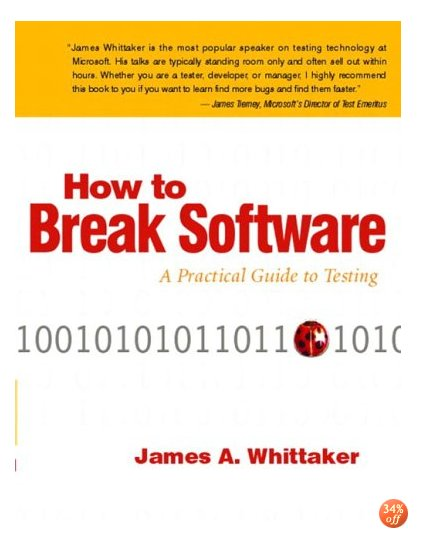 "James Whittaker is the most popular speaker on testing technology at
Microsoft. His talks are typically standing room only and often sell out within
hours. Whether you are a tester, developer, or manager, I highly recommend
this book to you if you want to learn find more bugs and find them faster."
— James Tierney, Microsoft's Director of Test Emeritus
How to
Break Software
A Practical Guide to Testing
10010101011011 1010
James A. Whittaker
34%
off